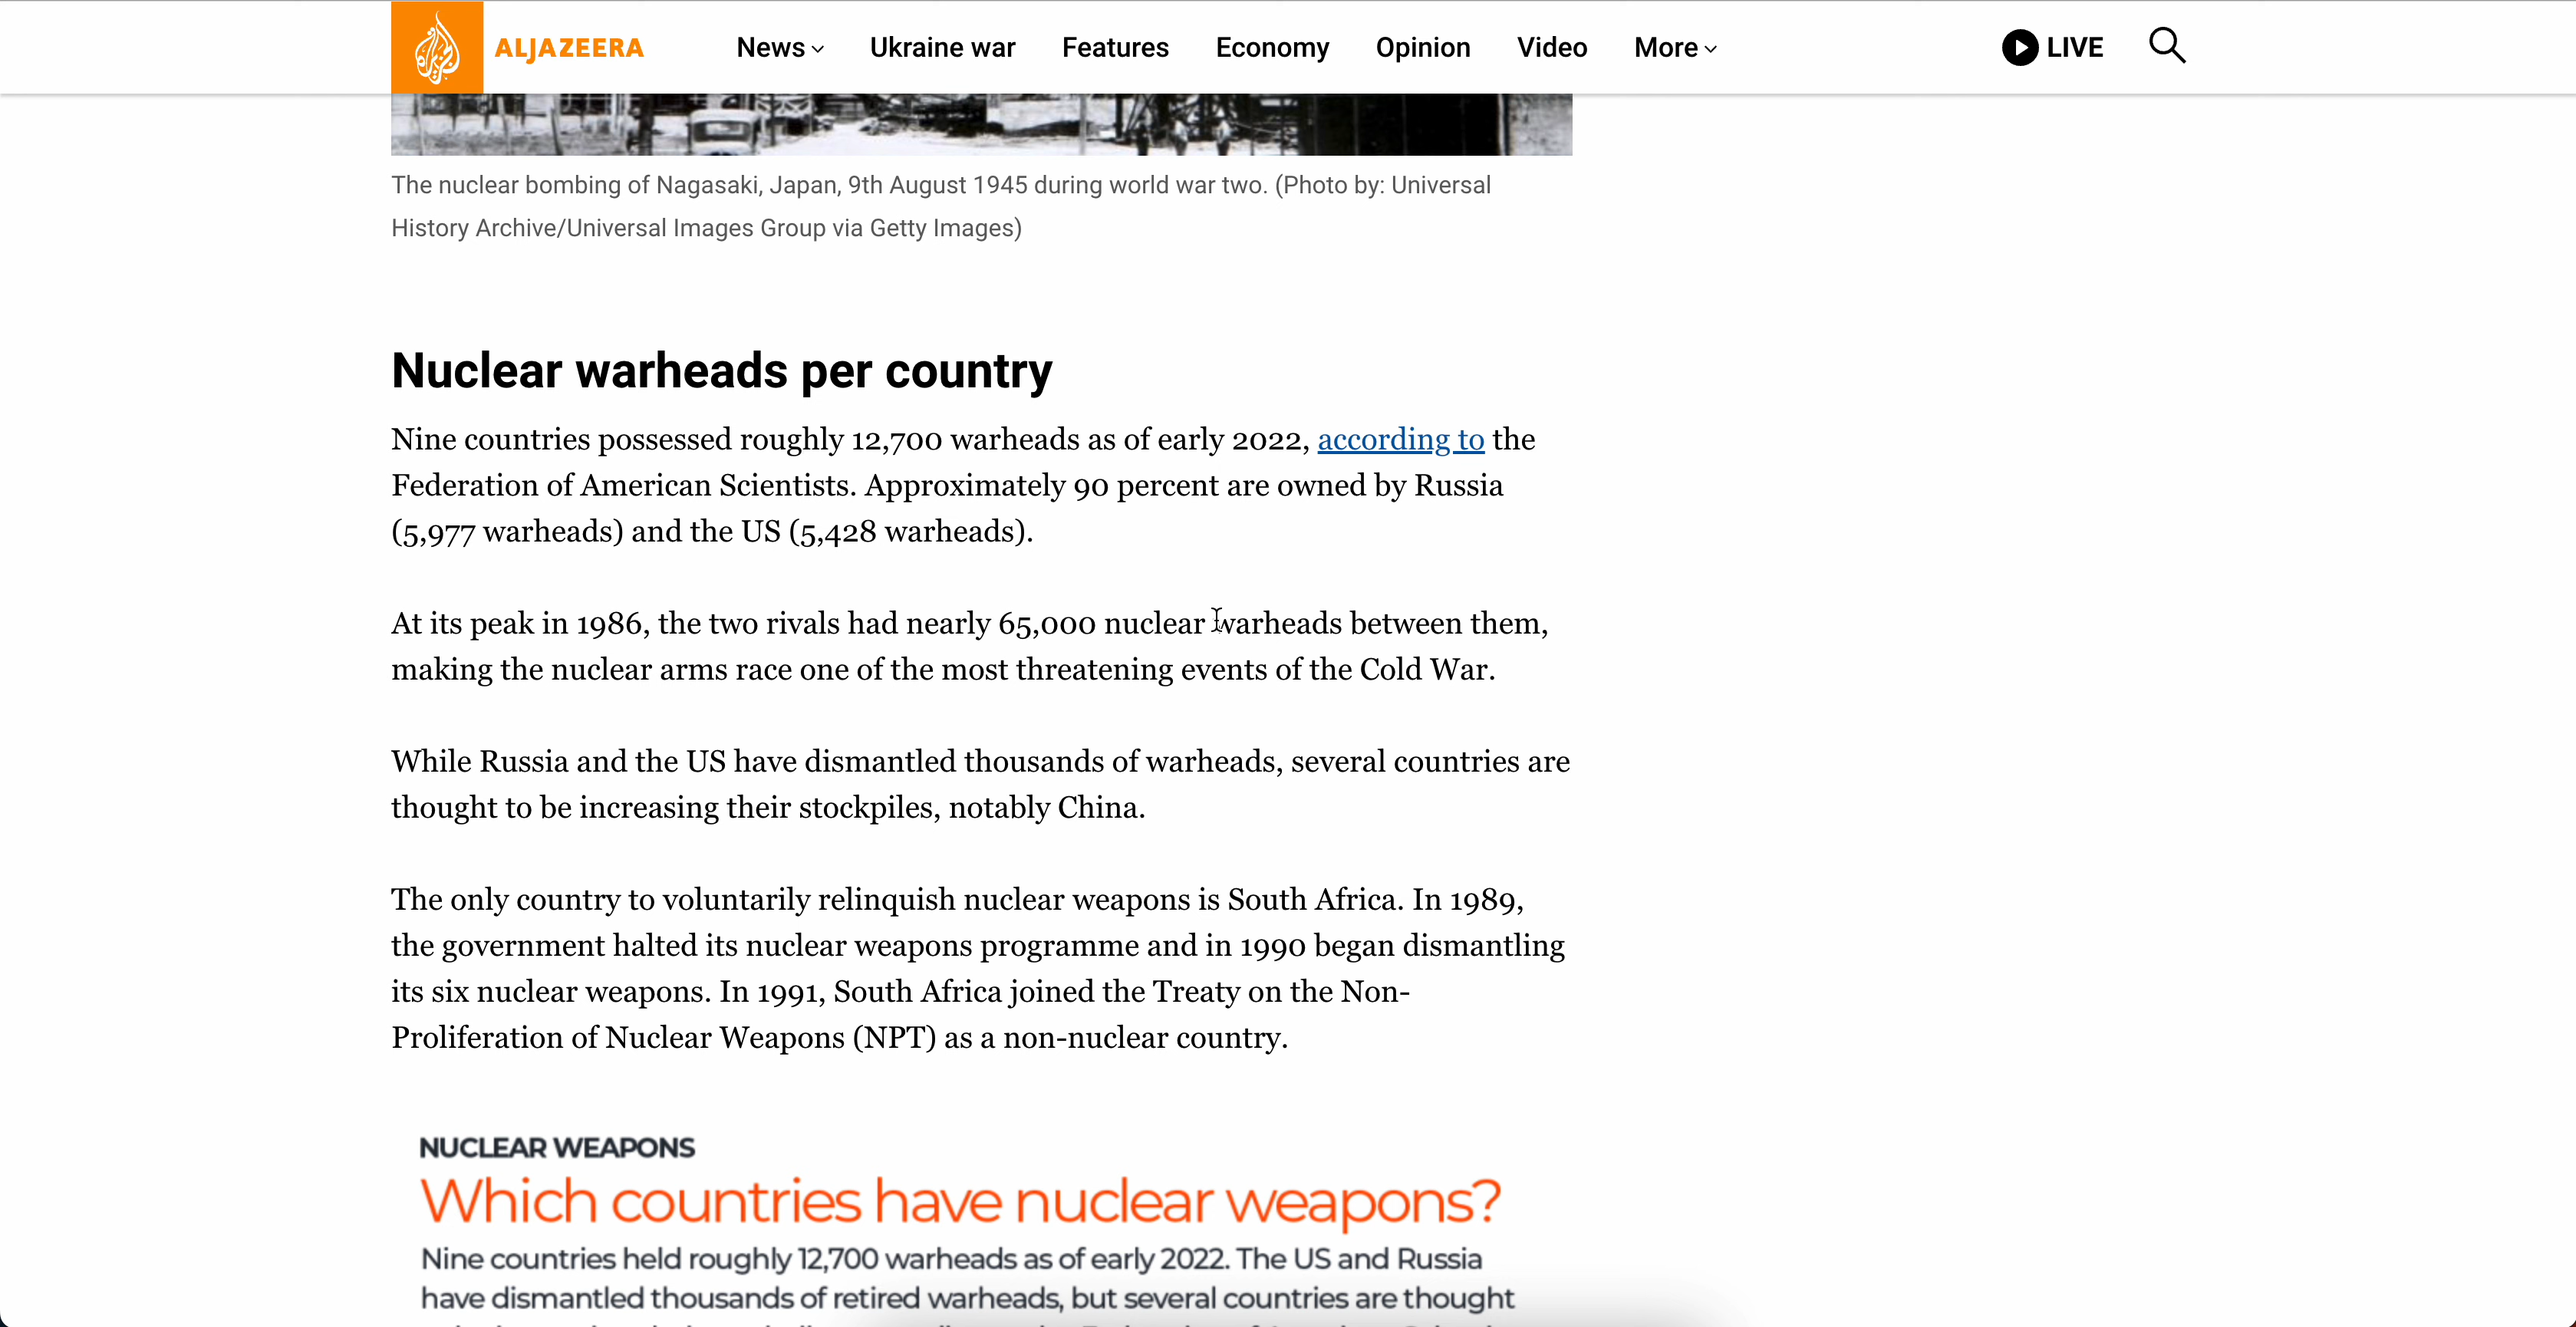 ALJAZEERA News Ukraine war Features Economy Opinion Video More LIVE
The nuclear bombing of Nagasaki, Japan, 9th August 1945 during world war two. (Photo by: Universal
History Archive/Universal Images Group via Getty Images)
Nuclear warheads per country
Nine countries possessed roughly 12,700 warheads as of early 2022, according to the
Federation of American Scientists. Approximately 90 percent are owned by Russia
(5,977 warheads) and the US (5,428 warheads).
At its peak in 1986, the two rivals had nearly 65,000 nuclear warheads between them,
making the nuclear arms race one of the most threatening events of the Cold War.
While Russia and the US have dismantled thousands of warheads, several countries are
thought to be increasing their stockpiles, notably China.
The only country to voluntarily relinquish nuclear weapons is South Africa. In 1989,
the government halted its nuclear weapons programme and in 1990 began dismantling
its six nuclear weapons. In 1991, South Africa joined the Treaty on the Non-
Proliferation of Nuclear Weapons (NPT) as a non-nuclear country.
NUCLEAR WEAPONS
Which countries have nuclear weapons?
Nine countries held roughly 12,700 warheads as of early 2022. The US and Russia
have dismantled thousands of retired warheads, but several countries are thought